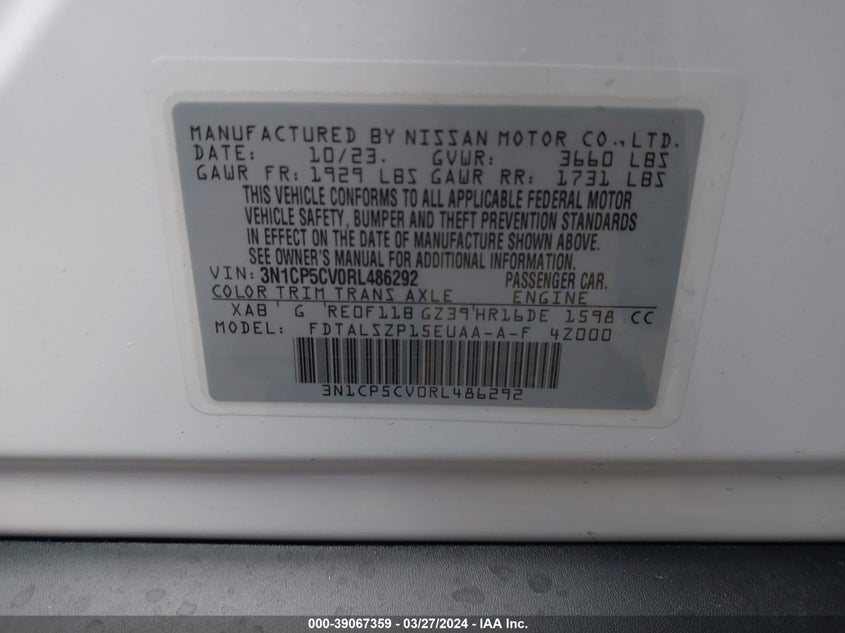 MANUFACTURED BY NISSAN MOTOR CO., LTD.
DATE: 10/23. GVWR: 3660 LBS
GAWR FR: 1929 LBS GAWR RR: 1731 LBS
THIS VEHICLE CONFORMS TO ALL APPLICABLE FEDERAL MOTOR
VEHICLE SAFETY, BUMPER AND THEFT PREVENTION STANDARDS
IN EFFECT ON THE DATE OF MANUFACTURE SHOWN ABOVE.
SEE OWNER'S MANUAL FOR ADDITIONAL INFORMATION.
VIN: 3N1CP5CV0RL486292 PASSENGER CAR.
COLOR TRIM TRANS AXLE ENGINE
XAB G RE0F11B GZ39 HR16DE 1598 CC
MODEL: FDTALSZP15EUAA-A-F 4Z000
3N1CP5CV0RL486292
000-39067359 | 03/27/2024 - IAA Inc.